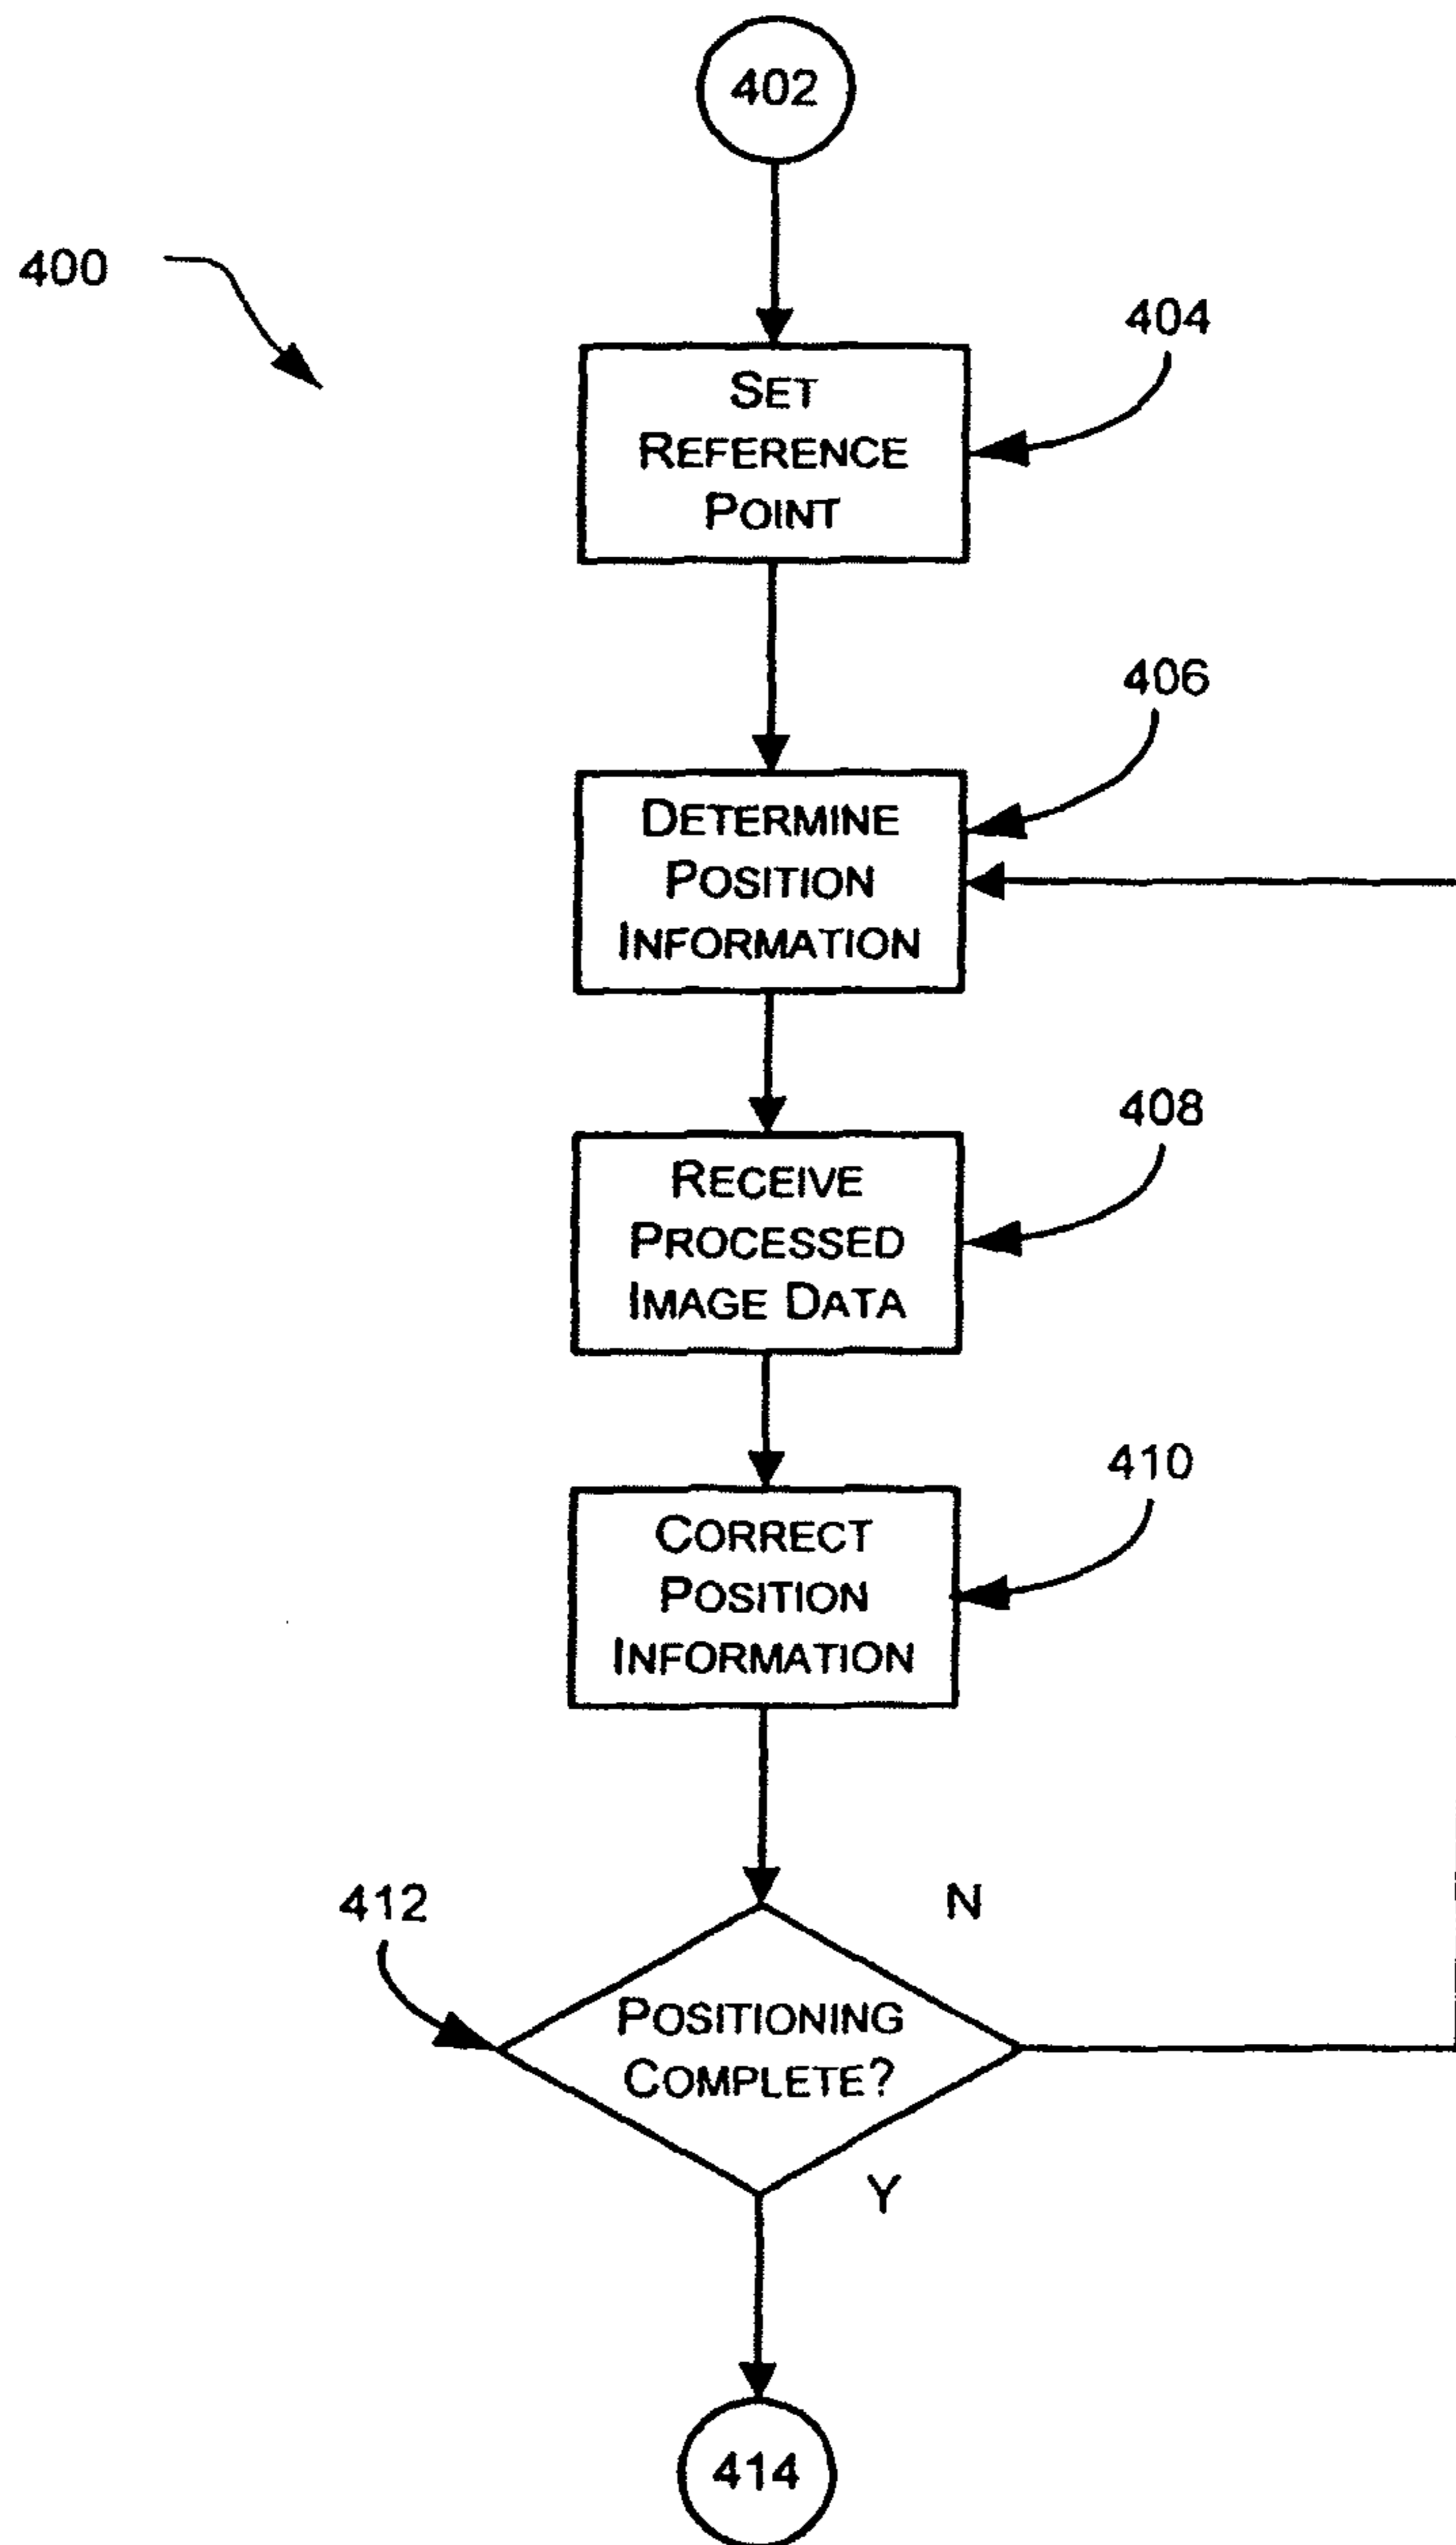 402
400
404
SET
REFERENCE
POINT
406
DETERMINE
POSITION
INFORMATION
408
RECEIVE
PROCESSED
IMAGE DATA
410
CORRECT
POSITION
INFORMATION
412
N
POSITIONING
COMPLETE?
Y
414